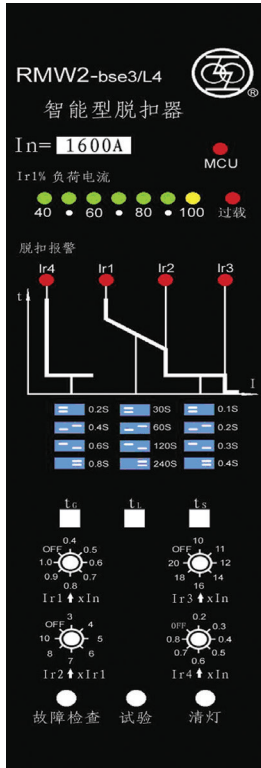 RMW2-bse3/L4
®
智能型脱扣器
In= 1600A
MCU
Ir1% 负荷电流
40 • 60 • 80 • 100 过载
脱扣报警
Ir4 Ir1 Ir2 Ir3
t
I
0.2S 30S 0.1S
0.4S 60S 0.2S
0.6S 120S 0.3S
0.8S 240S 0.4S
tG tL tS
OFF 0.4 0.5 0.6 0.7 0.8 0.9 1.0
OFF 10 11 12 14 16 18 20
Ir1 xIn Ir3 xIn
3 4 5 6 7 8 10
OFF 0.2 0.3 0.4 0.5 0.6 0.7 0.8
Ir2 xIr1 Ir4 xIn
故障检查 试验 清灯